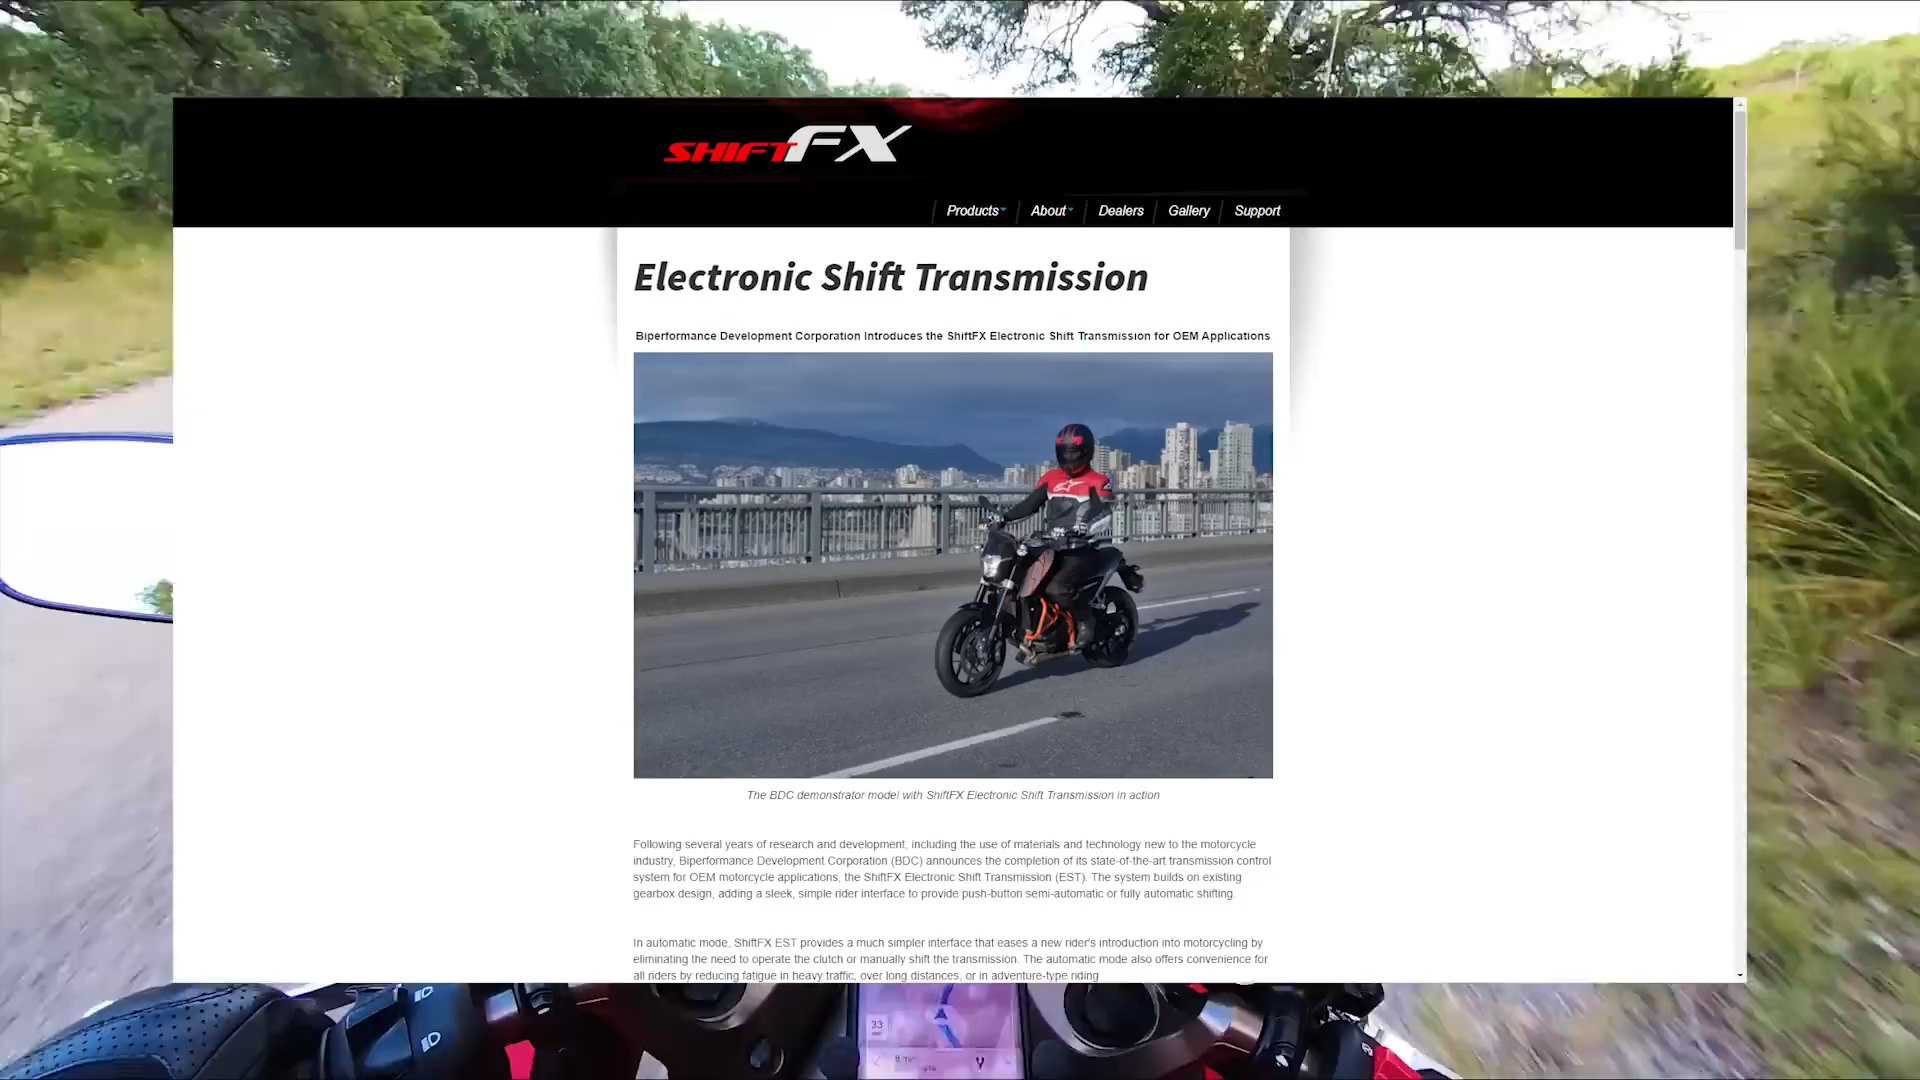 SHIFTFX
Products
About
Dealers
Gallery
Support
Electronic Shift Transmission
Biperformance Development Corporation Introduces the ShiftFX Electronic Shift Transmission for OEM Applications
The BDC demonstrator model with ShiftFX Electronic Shift Transmission in action
Following several years of research and development, including the use of materials and technology new to the motorcycle
industry, Biperformance Development Corporation (BDC) announces the completion of its state-of-the-art transmission control
system for OEM motorcycle applications, the ShiftFX Electronic Shift Transmission (EST). The system builds on existing
gearbox design, adding a sleek, simple rider interface to provide push-button semi-automatic or fully automatic shifting.
In automatic mode, ShiftFX EST provides a much simpler interface that eases a new rider's introduction into motorcycling by
eliminating the need to operate the clutch or manually shift the transmission. The automatic mode also offers convenience for
all riders by reducing fatigue in heavy traffic, over long distances, or in adventure-type riding
33